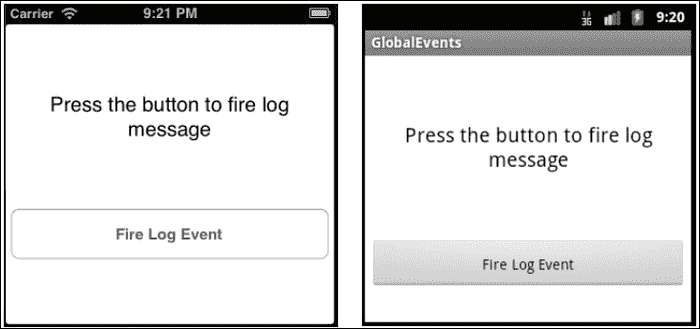 Carrier 9:21 PM
Press the button to fire log
message
Fire Log Event
3G 9:20
GlobalEvents
Press the button to fire log
message
Fire Log Event